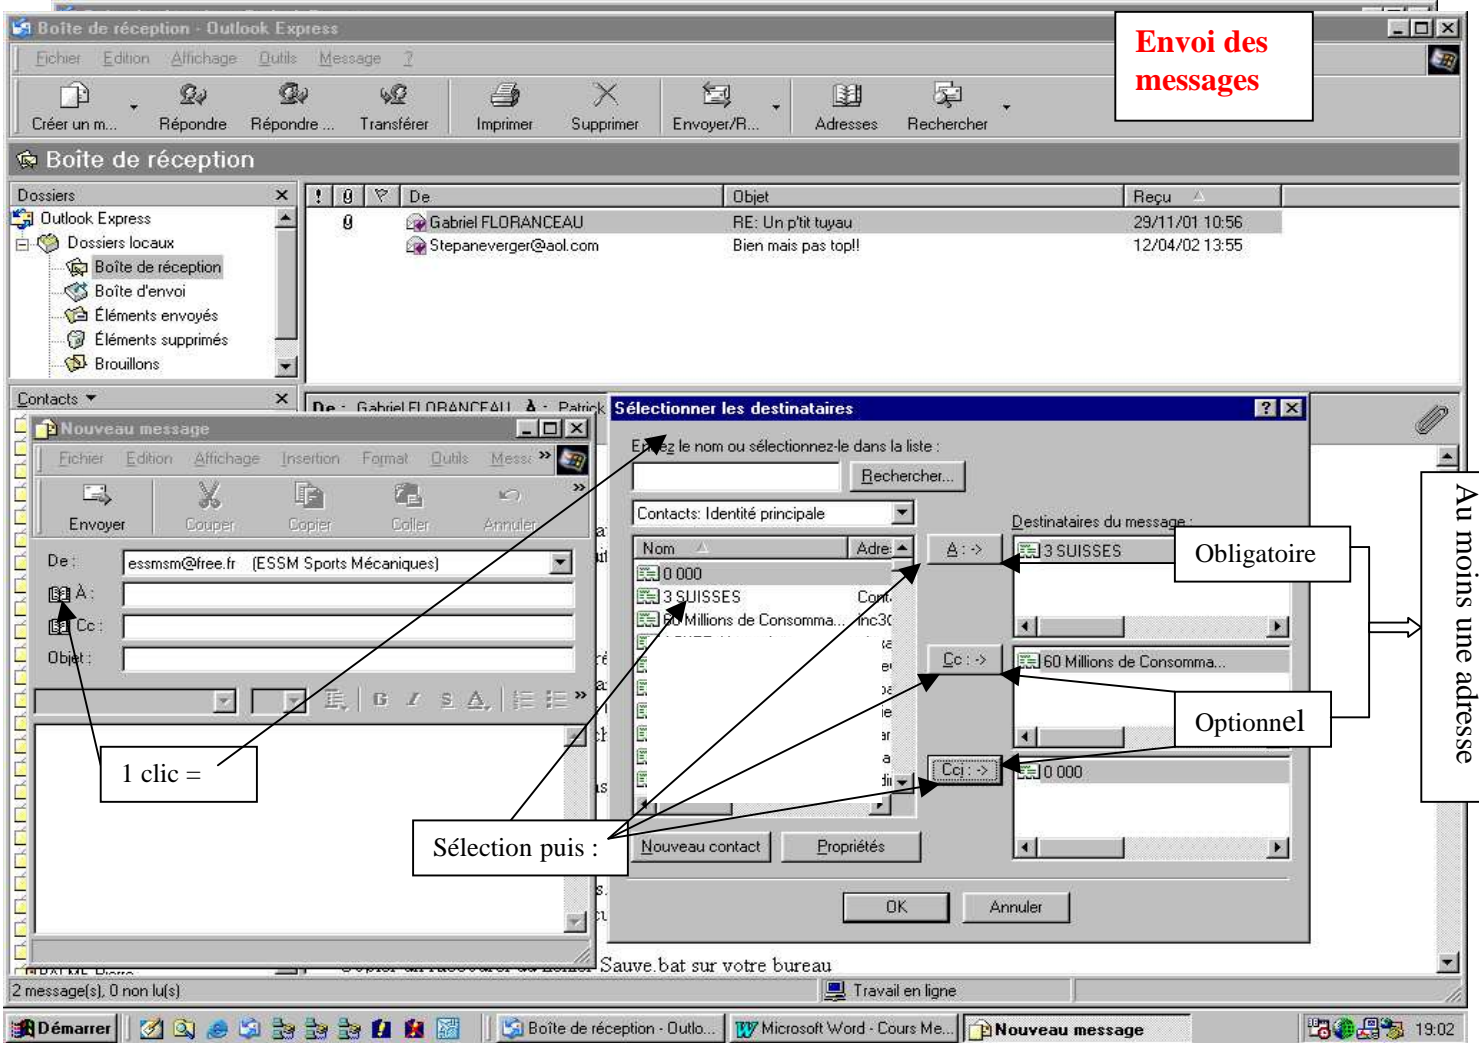 Boîte de réception - Outlook Express
Envoi des
messages
Fichier Edition Affichage Outils Message ?
Créer un m... Répondre Répondre ... Transférer Imprimer Supprimer Envoyer/R... Adresses Rechercher
Boîte de réception
Dossiers
! De Objet Reçu
Outlook Express
Gabriel FLORANCEAU RE: Un p'tit tuyau 29/11/01 10:56
Dossiers locaux
Stepaneverger@aol.com Bien mais pas top!! 12/04/02 13:55
Boîte de réception
Boîte d'envoi
Éléments envoyés
Éléments supprimés
Brouillons
Contacts
De : Gabriel FLORANCEAU À : Patrick
Nouveau message
Fichier Edition Affichage Insertion Format Outils Messa »
Envoyer Couper Copier Coller Annuler »
De : essmsm@free.fr (ESSM Sports Mécaniques)
À :
Cc :
Objet :
G I S A »
1 clic =
Sélectionner les destinataires
Entrez le nom ou sélectionnez-le dans la liste :
Rechercher...
Contacts: Identité principale
Destinataires du message :
Nom Adre
A : ->
3 SUISSES
Obligatoire
0 000
3 SUISSES Cont
60 Millions de Consomma... inc30
Cc : ->
60 Millions de Consomma...
Optionnel
Cci : ->
0 000
Au moins une adresse
Sélection puis :
Nouveau contact Propriétés
OK Annuler
Sauve.bat sur votre bureau
2 message(s), 0 non lu(s) Travail en ligne
Démarrer Boîte de réception - Outlo... Microsoft Word - Cours Me... Nouveau message 19:02